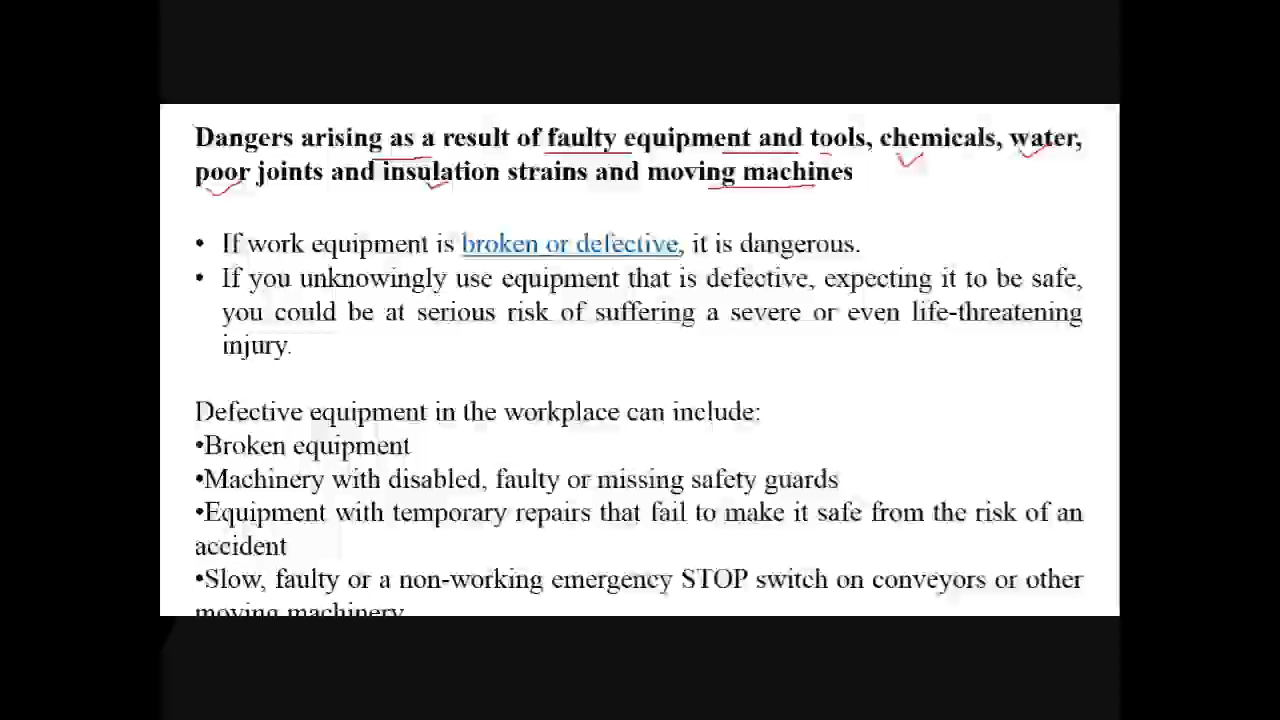 Dangers arising as a result of faulty equipment and tools, chemicals, water,
poor joints and insulation strains and moving machines
• If work equipment is broken or defective, it is dangerous.
• If you unknowingly use equipment that is defective, expecting it to be safe,
you could be at serious risk of suffering a severe or even life-threatening
injury.
Defective equipment in the workplace can include:
•Broken equipment
•Machinery with disabled, faulty or missing safety guards
•Equipment with temporary repairs that fail to make it safe from the risk of an
accident
•Slow, faulty or a non-working emergency STOP switch on conveyors or other
moving machinery